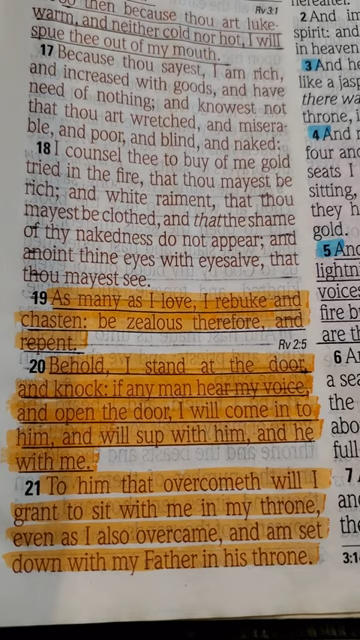 then because thou art luke-
Rv 3:1
warm, and neither cold nor hot, I will
spue thee out of my mouth.
17 Because thou sayest, I am rich,
and increased with goods, and have
need of nothing; and knowest not
that thou art wretched, and misera-
ble, and poor, and blind, and naked:
18 I counsel thee to buy of me gold
tried in the fire, that thou mayest be
rich; and white raiment, that thou
mayest be clothed, and that the shame
of thy nakedness do not appear; and
anoint thine eyes with eyesalve, that
thou mayest see.
19 As many as I love, I rebuke and
chasten: be zealous therefore, and
repent.
Rv 2:5
20 Behold, I stand at the door,
and knock: if any man hear my voice,
and open the door, I will come in to
him, and will sup with him, and he
with me.
21 To him that overcometh will I
grant to sit with me in my throne,
even as I also overcame, and am set
down with my Father in his throne.
hereafter.
2 And im
spirit: and
in heaven
3 And he
like a jasp
there wa
throne, i
4 And
four and
seats I
sitting,
they h
gold.
5 And
lightn
voices
fire b
are th
6 A
a sea
the
abo
full
7
an
the
3:1